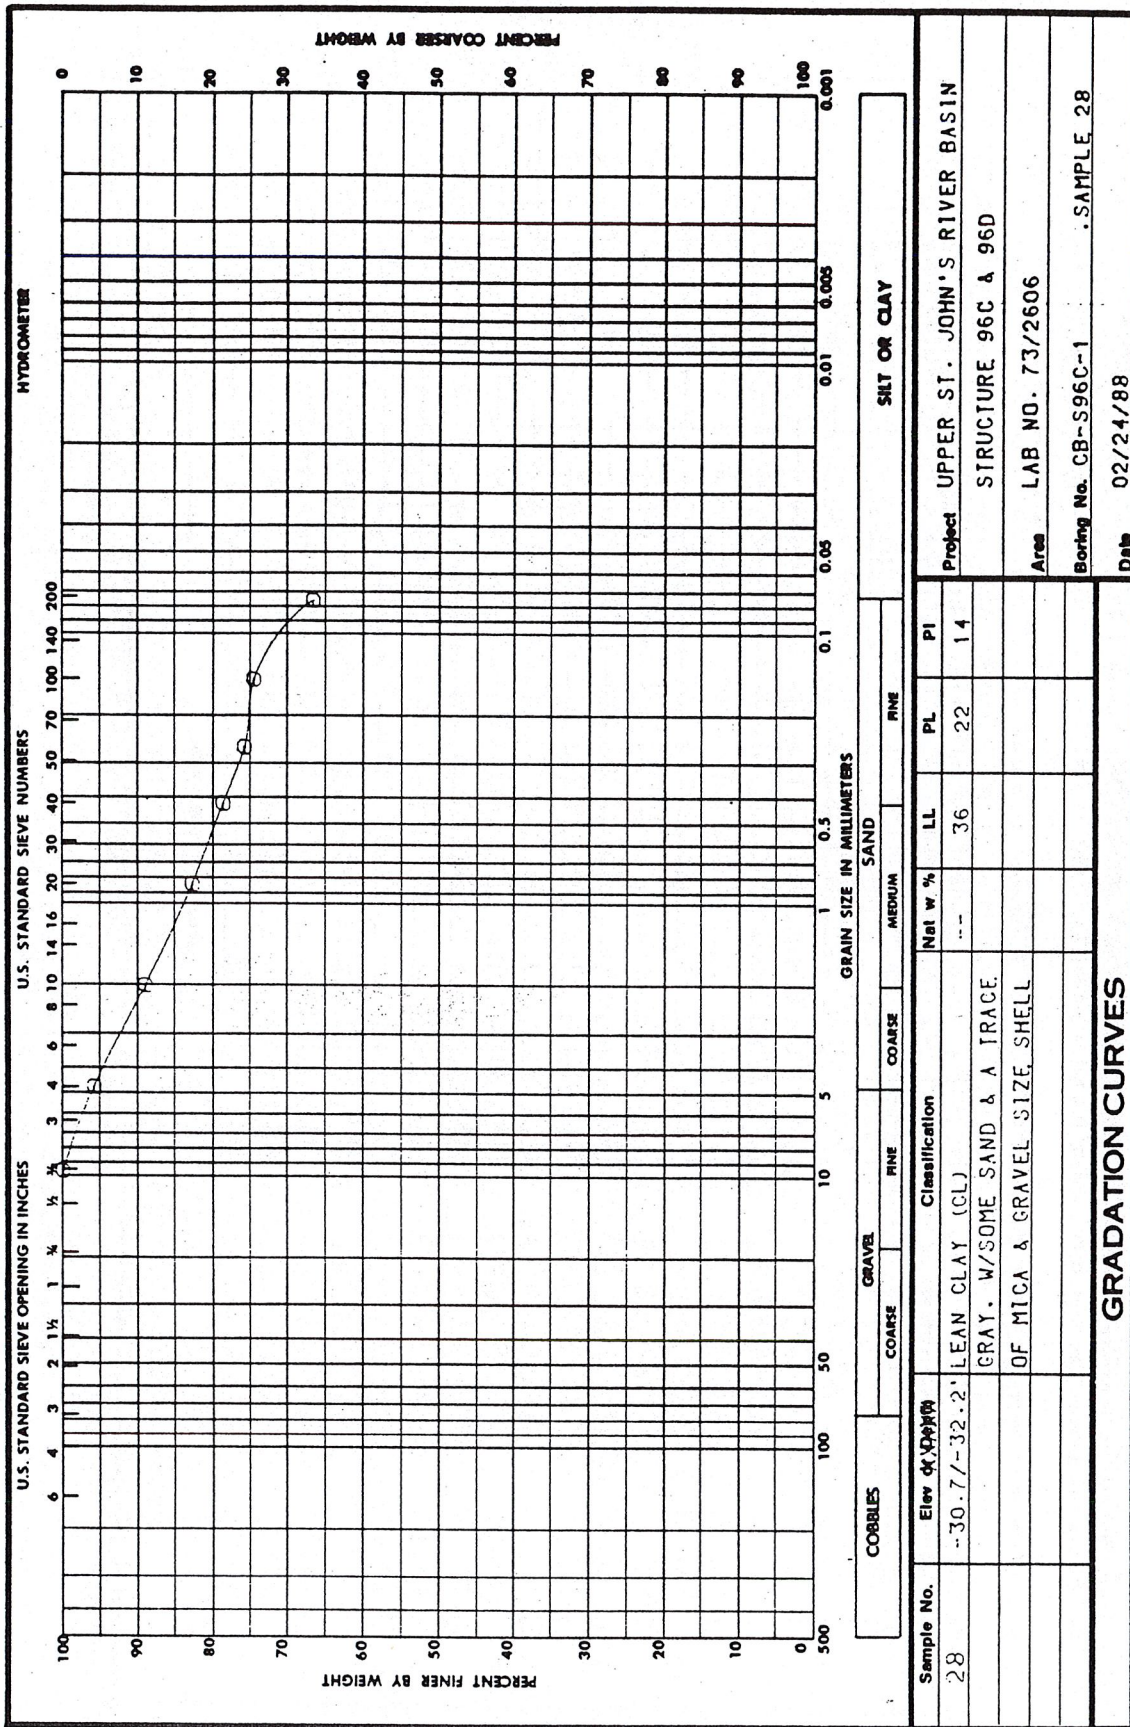 U.S. STANDARD SIEVE OPENING IN INCHES U.S. STANDARD SIEVE NUMBERS HYDROMETER
6 4 3 2 1½ 1 ¾ ½ ⅜ 3 4 6 8 10 14 16 20 30 40 50 70 100 140 200
PERCENT FINER BY WEIGHT
100
90
80
70
60
50
40
30
20
10
0
PERCENT COARSER BY WEIGHT
0
10
20
30
40
50
60
70
80
90
100
500 100 50 10 5 1 0.5 0.1 0.05 0.01 0.005 0.001
GRAIN SIZE IN MILLIMETERS
COBBLES GRAVEL SAND SILT OR CLAY
COARSE FINE COARSE MEDIUM FINE
Sample No. Elev or Depth Classification Nat w. % LL PL PI
28 -30.7/-32.2' LEAN CLAY (CL) -- 36 22 14
GRAY, W/SOME SAND & A TRACE
OF MICA & GRAVEL SIZE SHELL
Project UPPER ST. JOHN'S RIVER BASIN
STRUCTURE 96C & 96D
Area LAB NO. 73/2606
Boring No. CB-S96C-1 . SAMPLE 28
Date 02/24/88
GRADATION CURVES